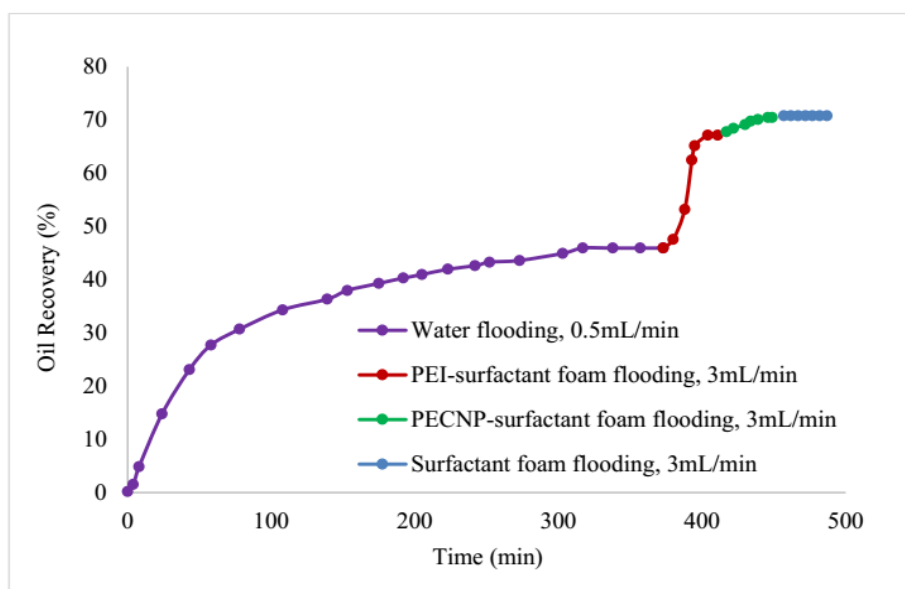 80
70
60
50
40
30
20
10
0
Oil Recovery (%)
Water flooding, 0.5mL/min
PEI-surfactant foam flooding, 3mL/min
PECNP-surfactant foam flooding, 3mL/min
Surfactant foam flooding, 3mL/min
0 100 200 300 400 500
Time (min)